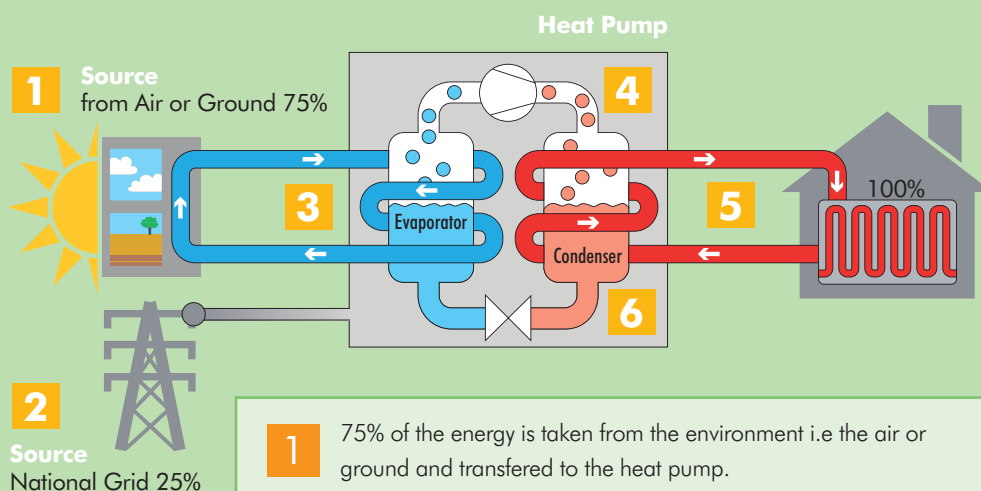 Heat Pump
1
Source
from Air or Ground 75%
4
3
Evaporator
Condenser
5
100%
6
2
Source
National Grid 25%
1
75% of the energy is taken from the environment i.e the air or
ground and transfered to the heat pump.